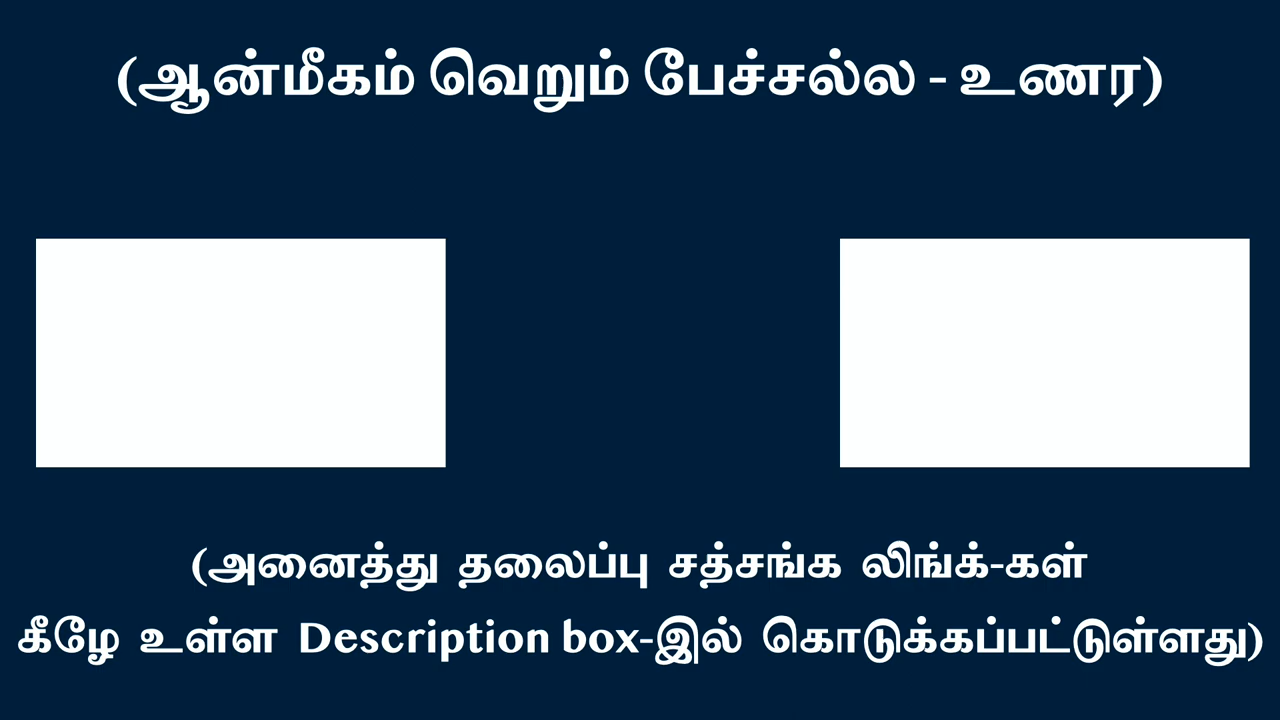 (ஆன்மீகம் வெறும் பேச்சல்ல - உணர)
(அனைத்து தலைப்பு சத்சங்க லிங்க்-கள்
கீழே உள்ள Description box-இல் கொடுக்கப்பட்டுள்ளது)